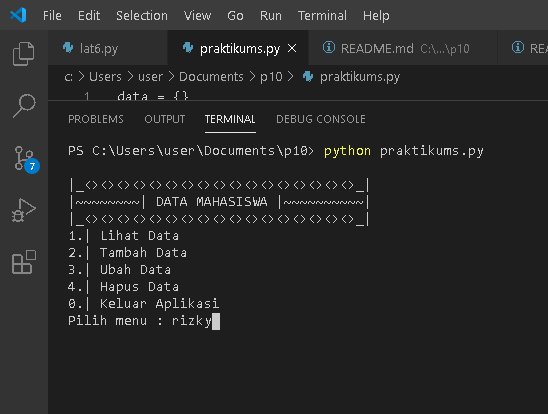 File Edit Selection View Go Run Terminal Help
lat6.py praktikums.py README.md C:\...\p10 REA
c: > Users > user > Documents > p10 > praktikums.py
1 data = {}
PROBLEMS OUTPUT TERMINAL DEBUG CONSOLE
PS C:\Users\user\Documents\p10> python praktikums.py
|_<><><><><><><><><><><><><><><><><>_|
|~~~~~~~~| DATA MAHASISWA |~~~~~~~~~~|
|_<><><><><><><><><><><><><><><><><>_|
1.| Lihat Data
2.| Tambah Data
3.| Ubah Data
4.| Hapus Data
0.| Keluar Aplikasi
Pilih menu : rizky
7